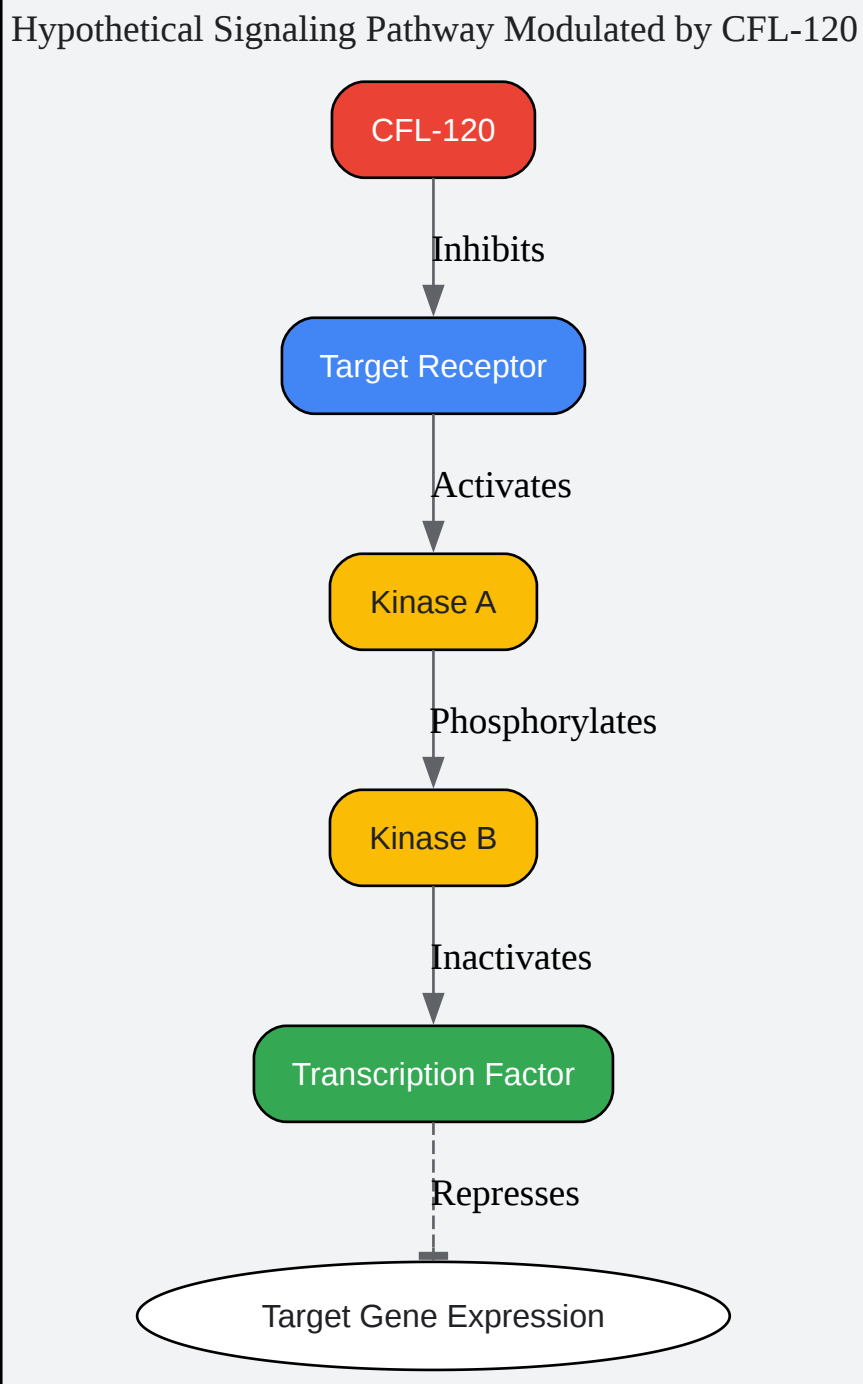 Hypothetical Signaling Pathway Modulated by CFL-120
CFL-120
Inhibits
Target Receptor
Activates
Kinase A
Phosphorylates
Kinase B
Inactivates
Transcription Factor
Represses
Target Gene Expression